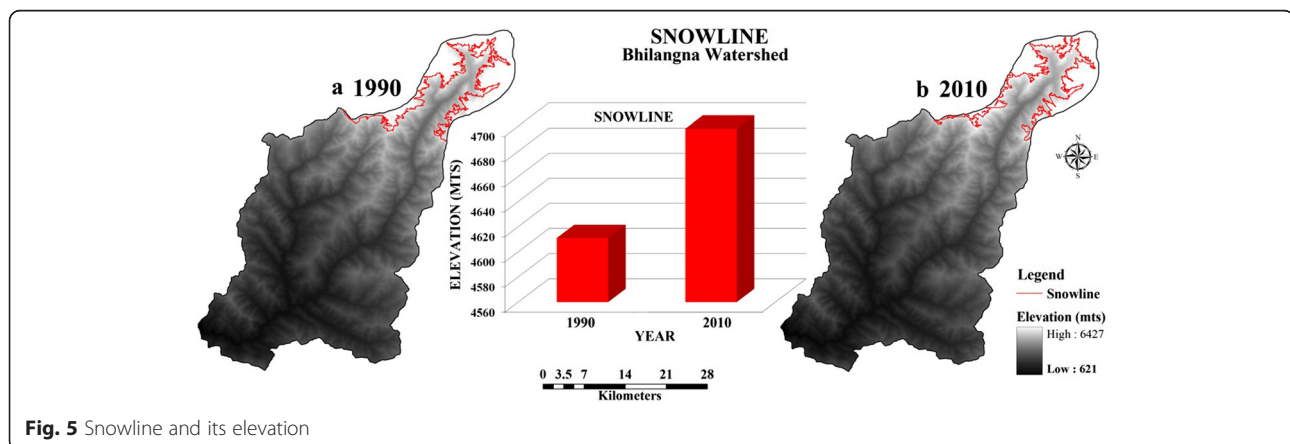 SNOWLINE
Bhilangna Watershed
a 1990
b 2010
SNOWLINE
4700
4680
4660
4640
4620
4600
4580
4560
ELEVATION (MTS)
1990
2010
YEAR
N
W E
S
0 3.5 7 14 21 28
Kilometers
Legend
Snowline
Elevation (mts)
High : 6427
Low : 621
Fig. 5 Snowline and its elevation